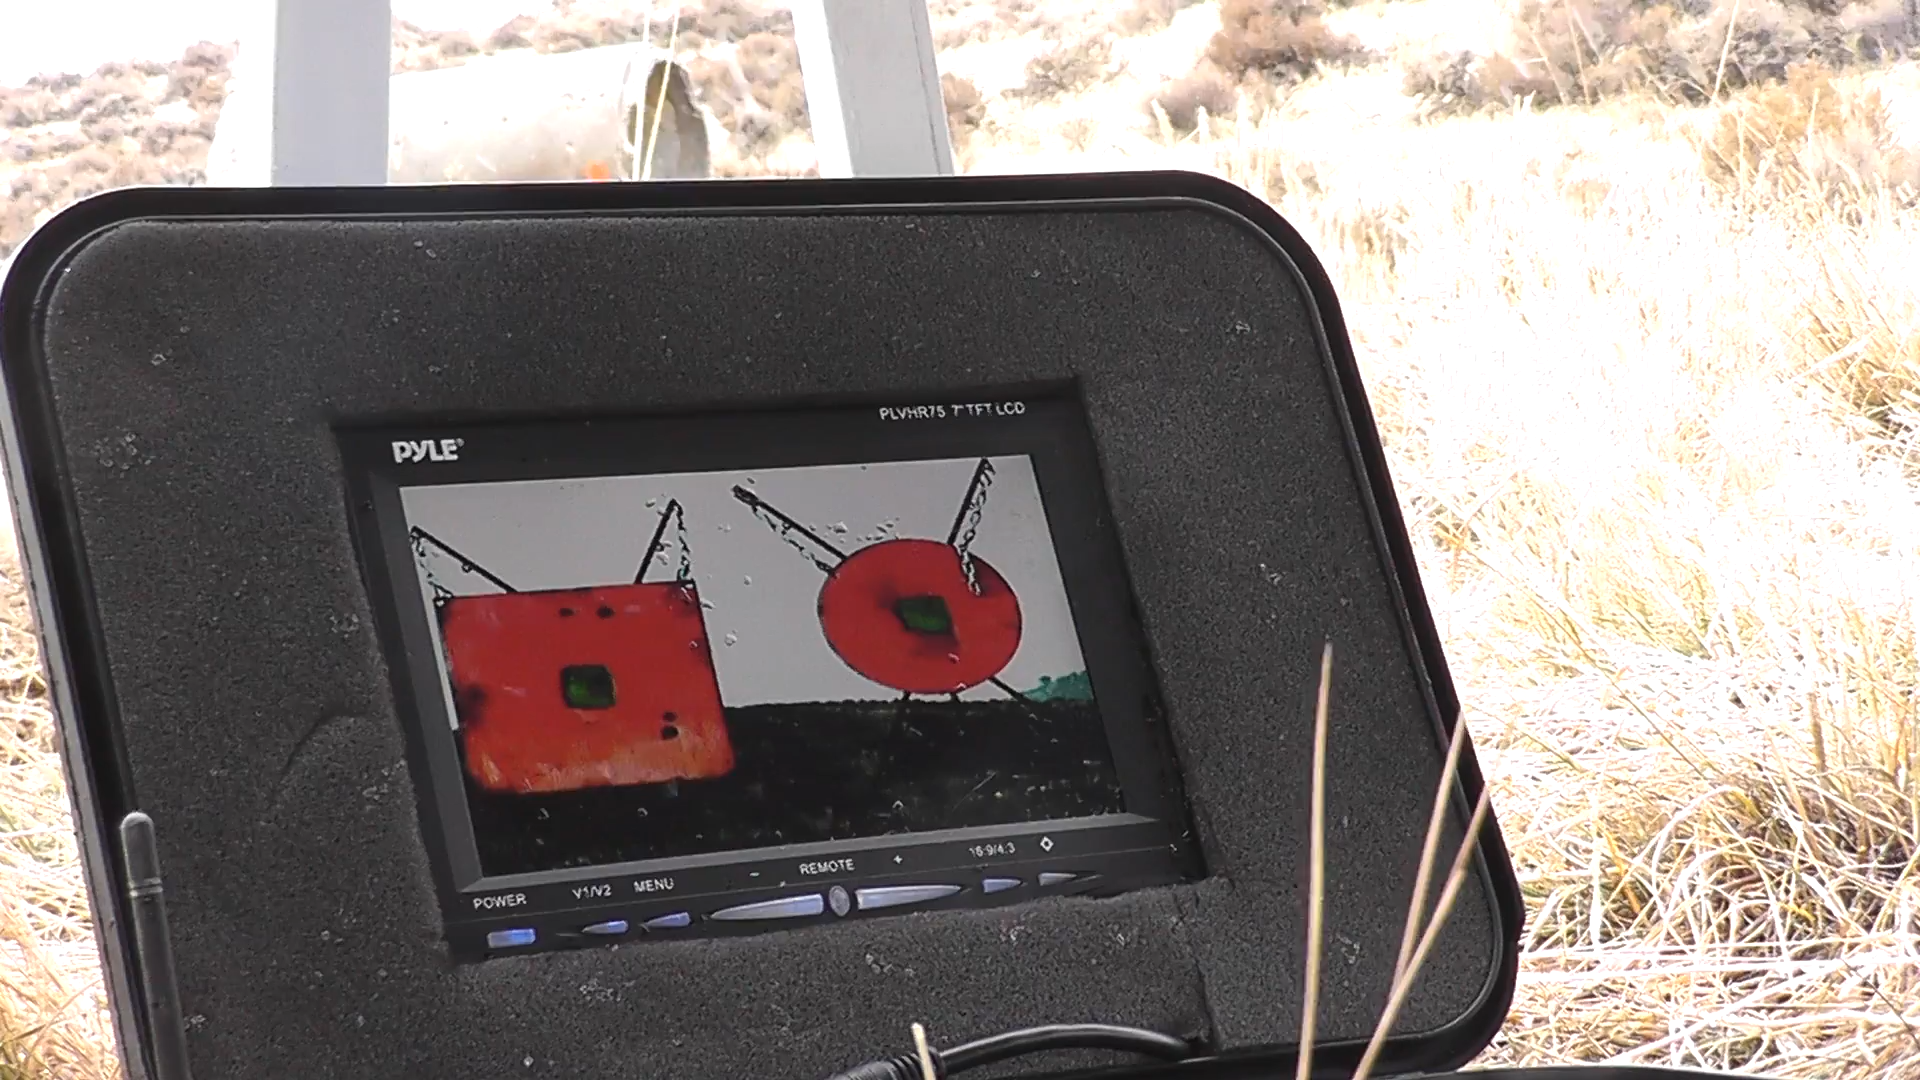 PYLE®
PLVHR75 7" TFT LCD
POWER V1/V2 MENU - REMOTE + 16:9/4:3